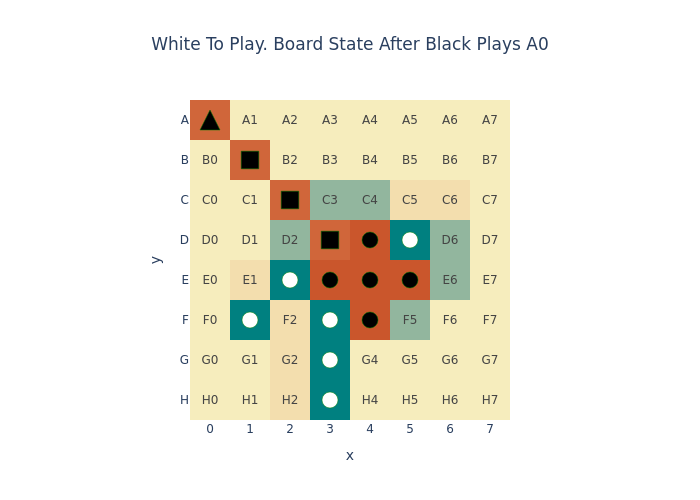 White To Play. Board State After Black Plays A0
A A1 A2 A3 A4 A5 A6 A7
B B0 B2 B3 B4 B5 B6 B7
C C0 C1 C3 C4 C5 C6 C7
D D0 D1 D2 D6 D7
y
E E0 E1 E6 E7
F F0 F2 F5 F6 F7
G G0 G1 G2 G4 G5 G6 G7
H H0 H1 H2 H4 H5 H6 H7
0 1 2 3 4 5 6 7
x